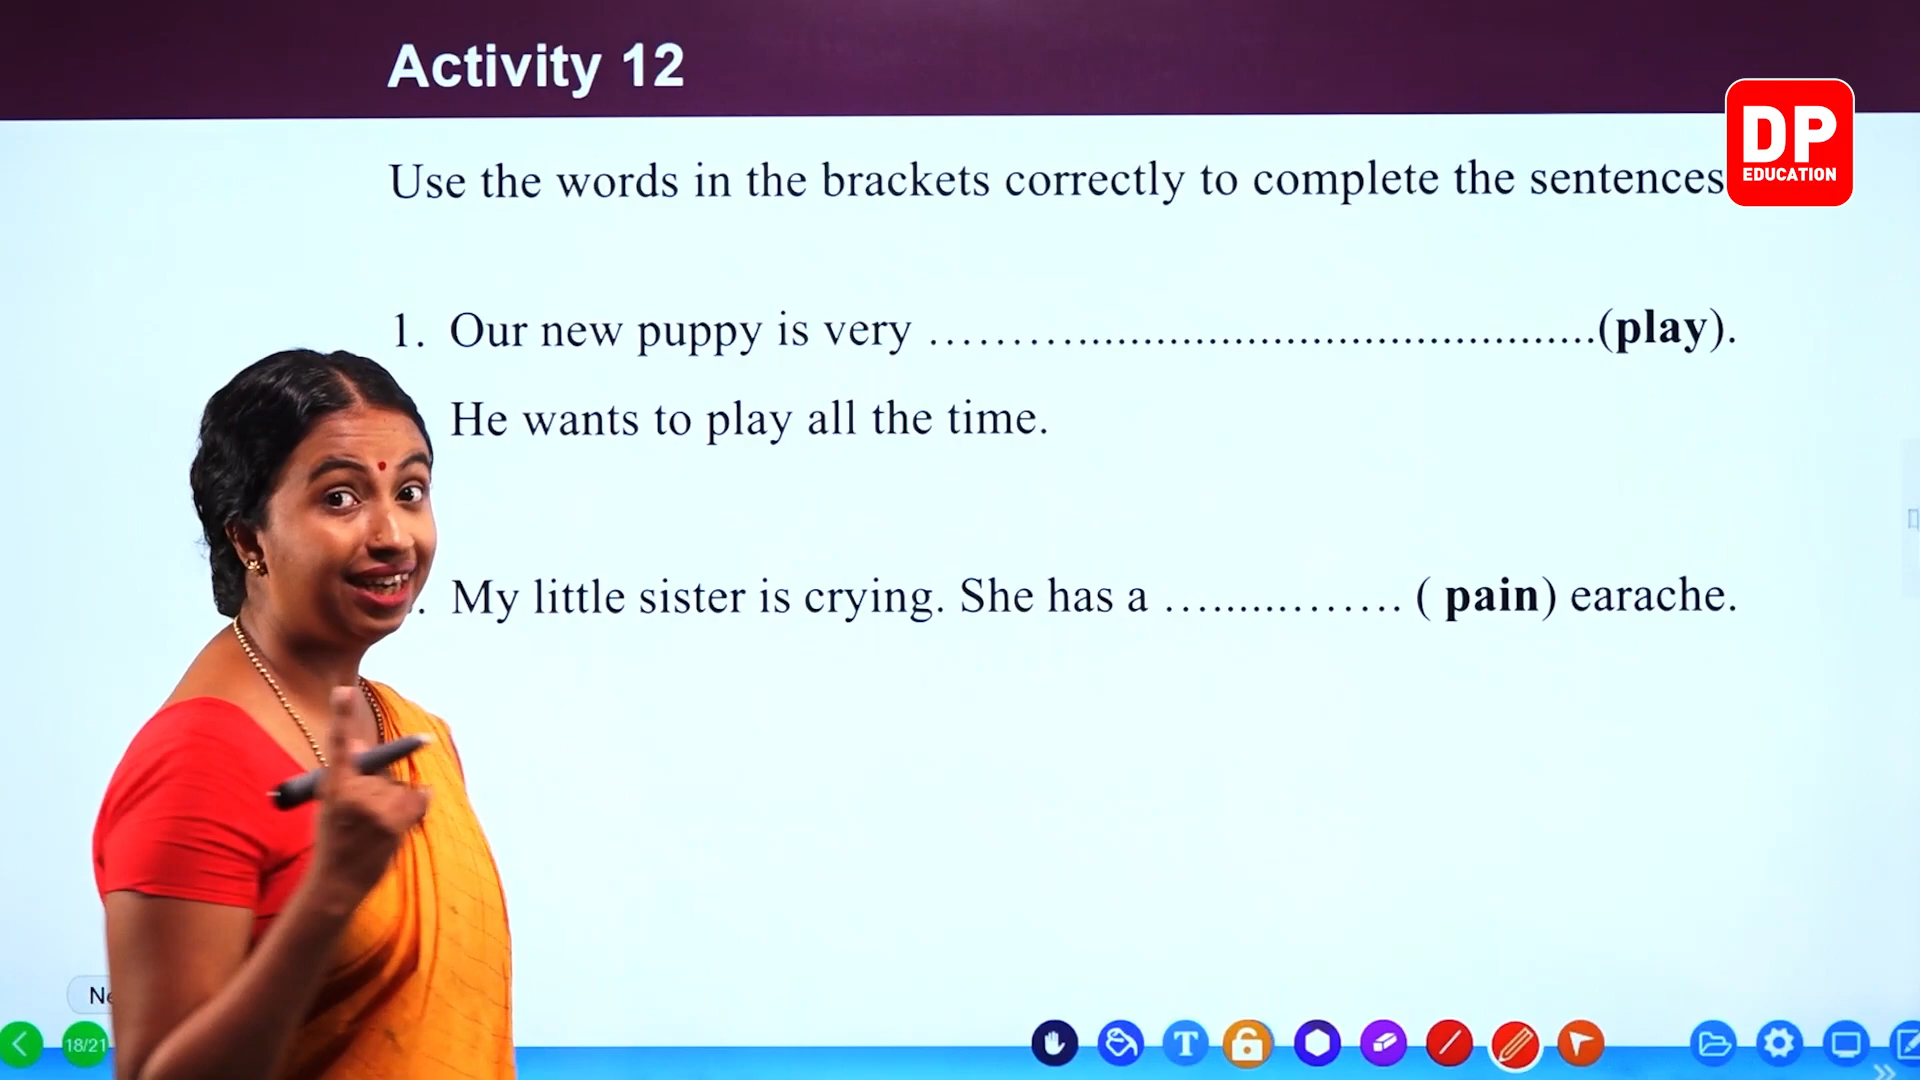 Activity 12
DP
EDUCATION
Use the words in the brackets correctly to complete the sentences
1. Our new puppy is very ……….............................................(play).
He wants to play all the time.
. My little sister is crying. She has a …......…….. ( pain) earache.
18/21
T